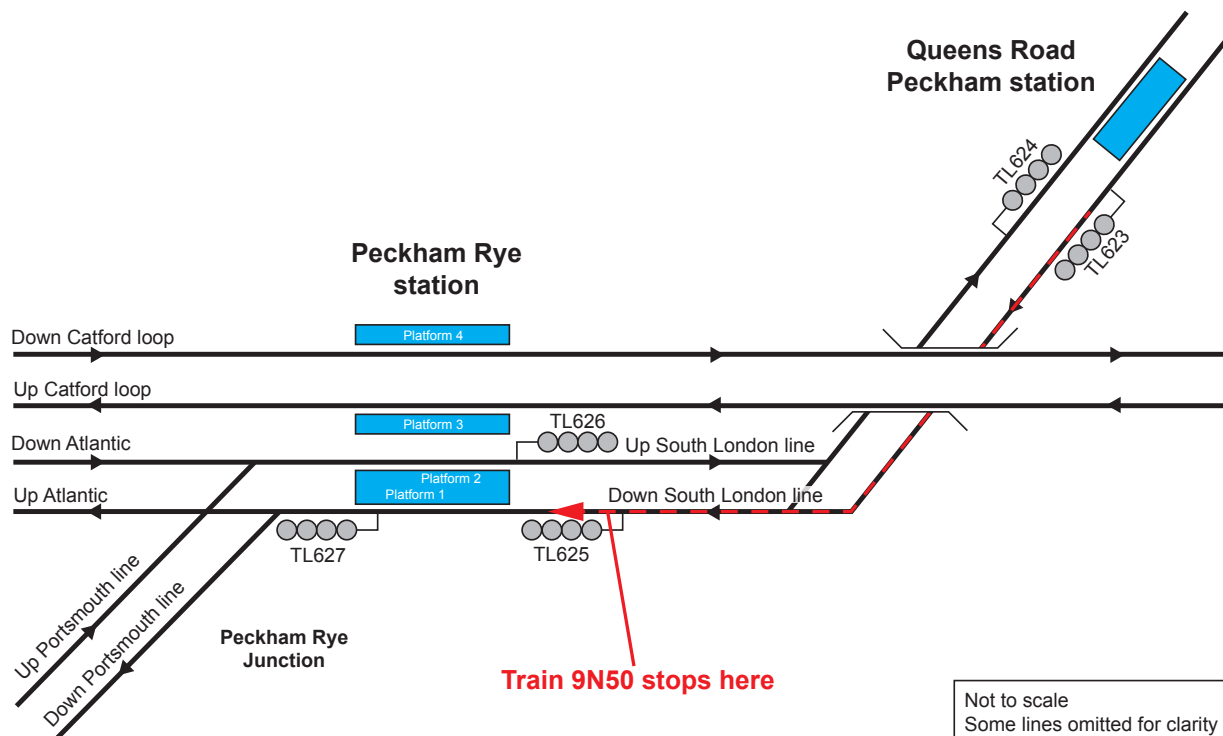 Queens Road
Peckham station
TL624
TL623
Peckham Rye
station
Platform 4
Down Catford loop
Up Catford loop
Platform 3
TL626
Down Atlantic
Up South London line
Platform 2
Platform 1
Up Atlantic
Down South London line
TL627
TL625
Up Portsmouth line
Down Portsmouth line
Peckham Rye
Junction
Train 9N50 stops here
Not to scale
Some lines omitted for clarity